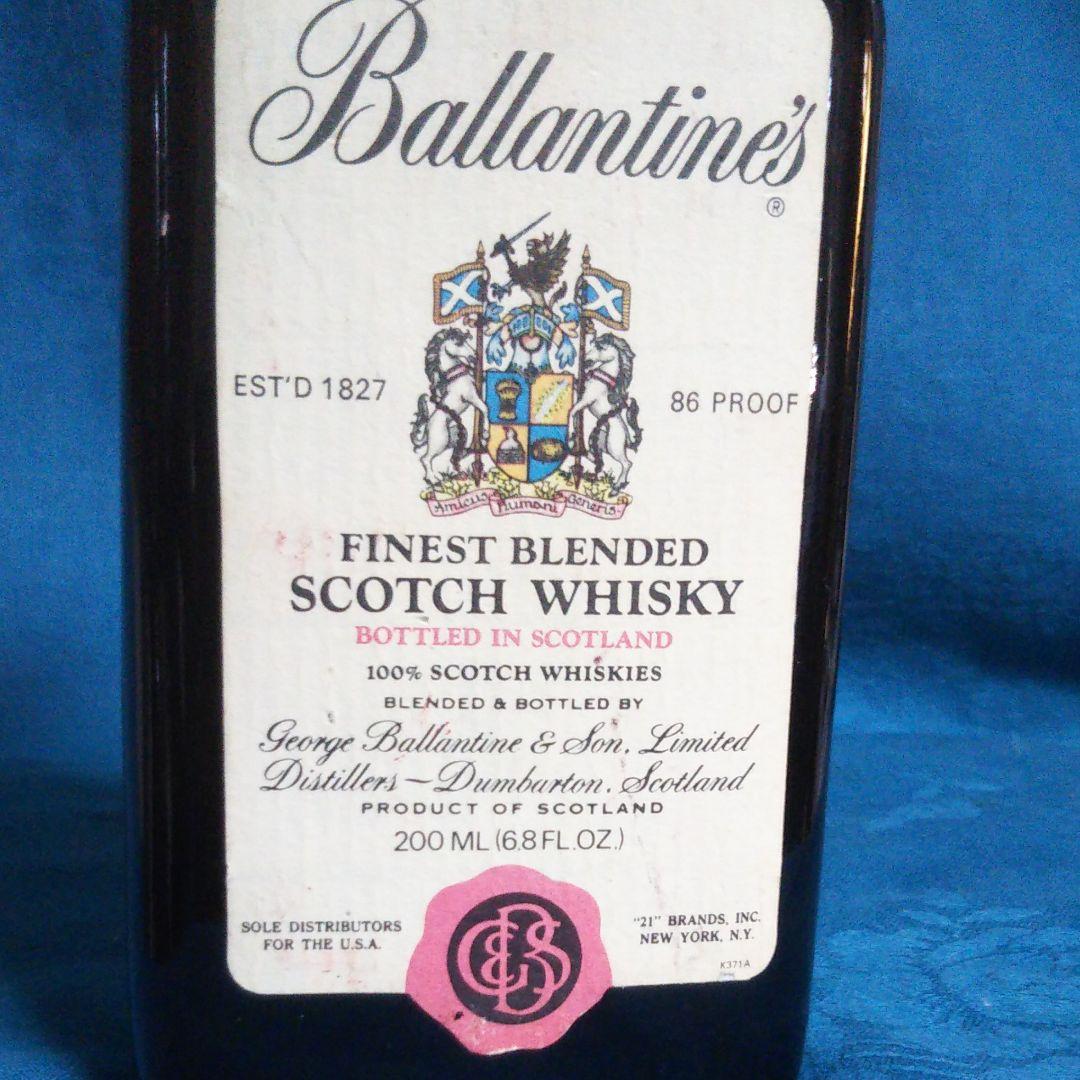 Ballantine's
®
EST'D 1827
86 PROOF
Amicus Humani Generis
FINEST BLENDED
SCOTCH WHISKY
BOTTLED IN SCOTLAND
100% SCOTCH WHISKIES
BLENDED & BOTTLED BY
George Ballantine & Son, Limited
Distillers — Dumbarton, Scotland
PRODUCT OF SCOTLAND
200 ML (6.8 FL.OZ.)
SOLE DISTRIBUTORS
FOR THE U.S.A.
"21" BRANDS, INC.
NEW YORK, N.Y.
K371A
GB&S